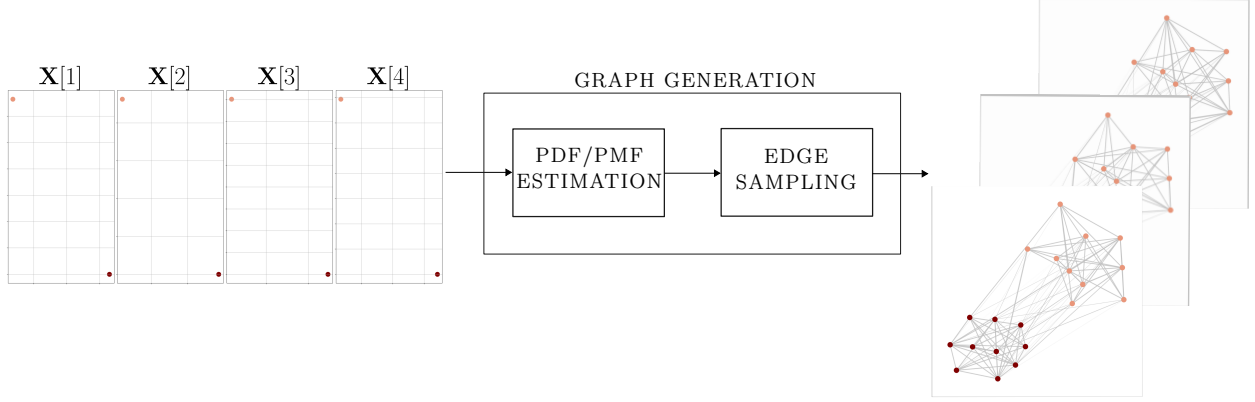 X[1] X[2] X[3] X[4]
GRAPH GENERATION
PDF/PMF
ESTIMATION
EDGE
SAMPLING